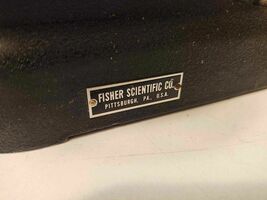 FISHER SCIENTIFIC CO.
PITTSBURGH, PA., U.S.A.